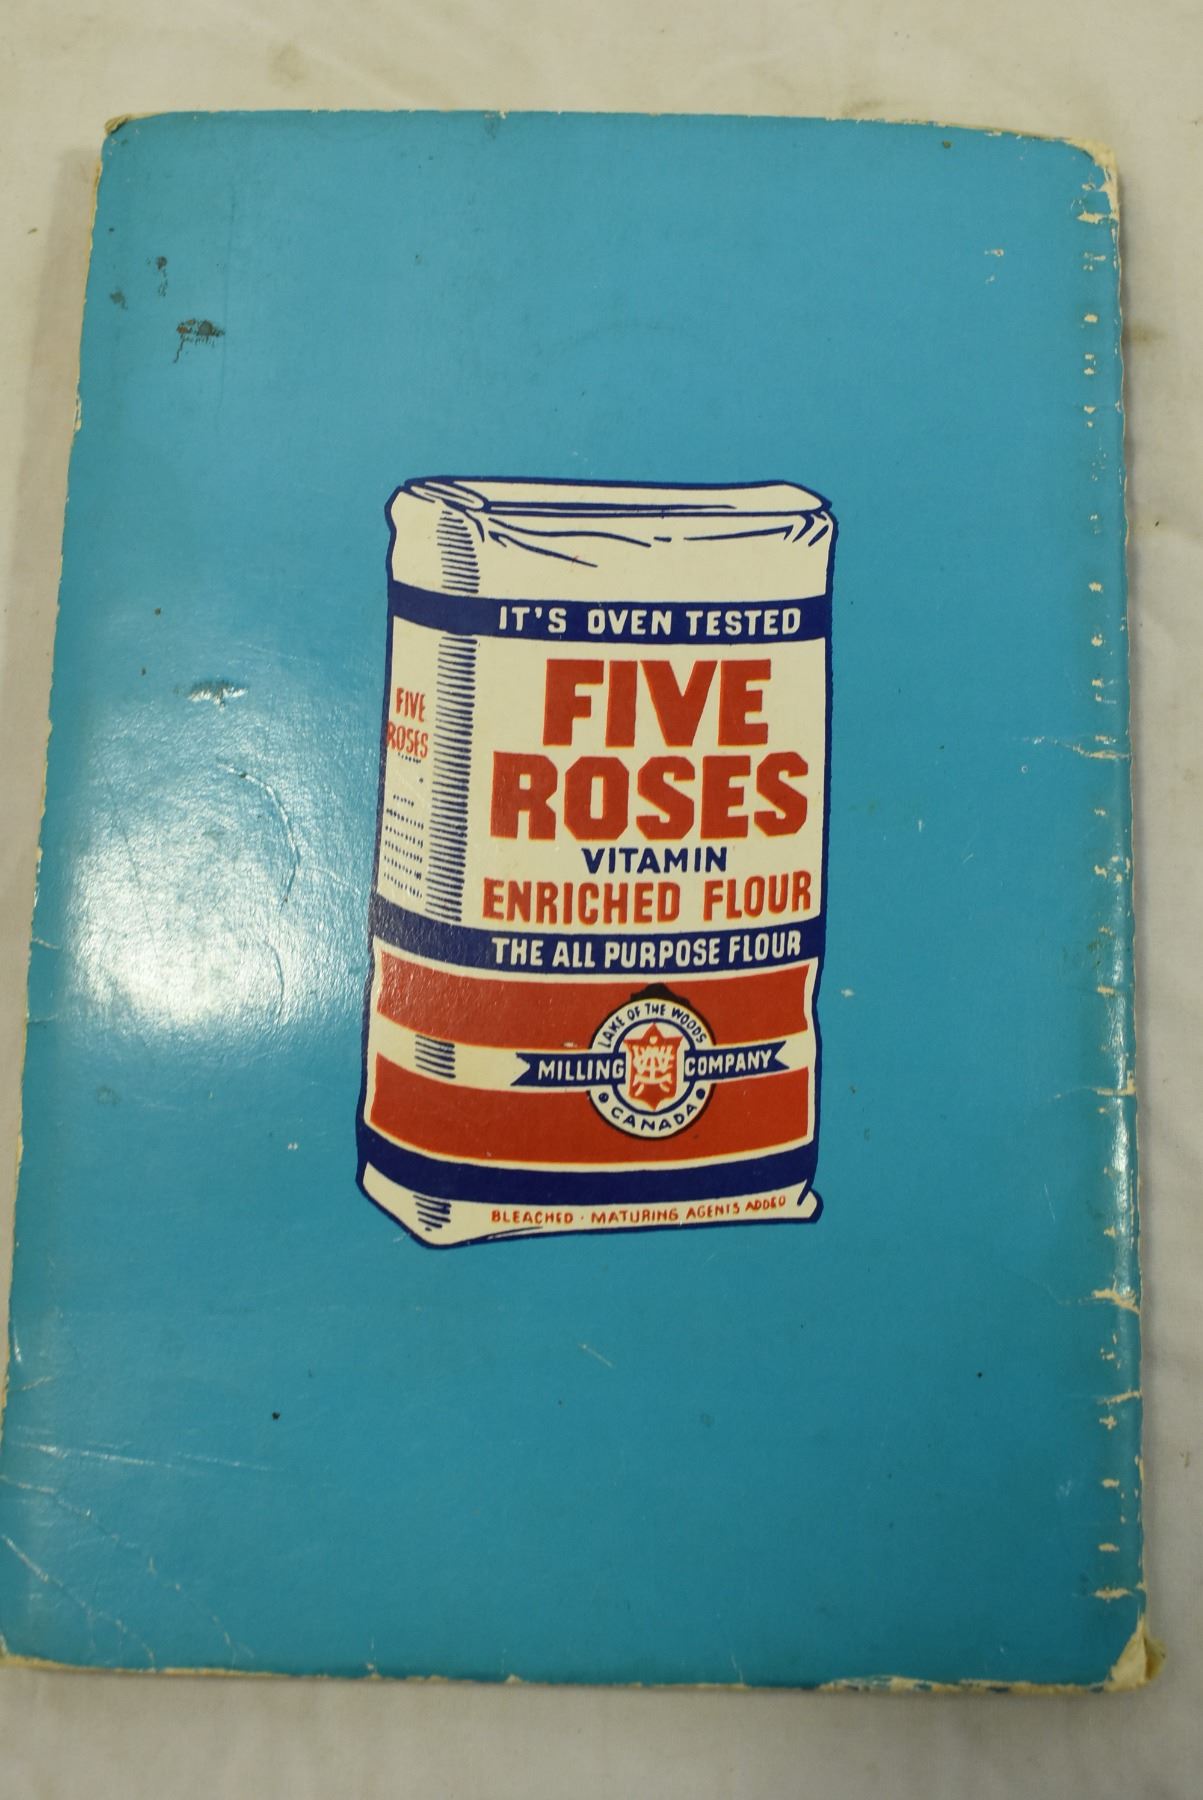 IT'S OVEN TESTED
FIVE
ROSES
VITAMIN
ENRICHED FLOUR
THE ALL PURPOSE FLOUR
LAKE OF THE WOODS
MILLING COMPANY
CANADA
BLEACHED · MATURING AGENTS ADDED
FIVE
ROSES